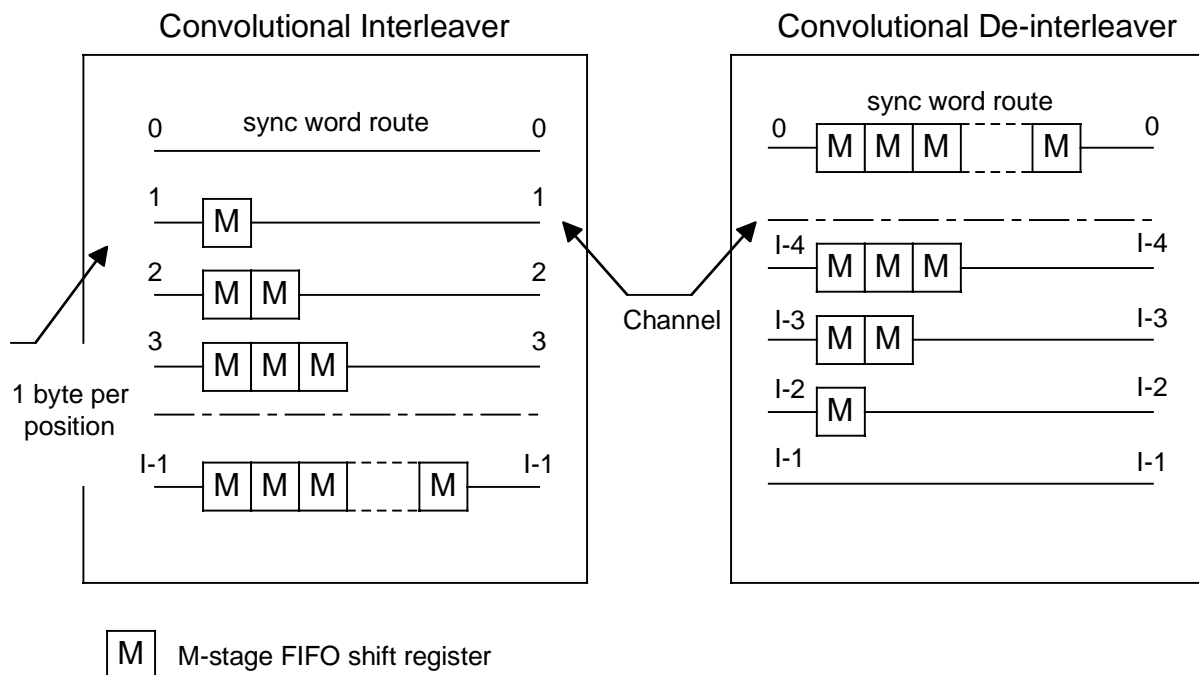 Convolutional Interleaver
0 sync word route 0
1 1
M
2 2
M M
3 3
M M M
I-1 I-1
M M M M
1 byte per
position
Channel
Convolutional De-interleaver
sync word route
0 0
M M M M
I-4 I-4
M M M
I-3 I-3
M M
I-2 I-2
M
I-1 I-1
M M-stage FIFO shift register